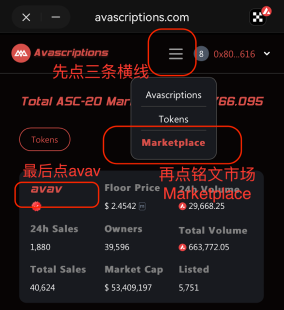 avascriptions.com
Avascriptions
8 0x80...616
先点三条横线
Avascriptions
Tokens
Marketplace
Total ASC-20 Mar
766.095
Tokens
最后点avav
再点铭文市场
Marketplace
avav
Floor Price
$ 2.4542
24h Volume
29,668.25
24h Sales
1,880
Owners
39,596
Total Volume
663,772.05
Total Sales
40,624
Market Cap
$ 53,409,197
Listed
5,751